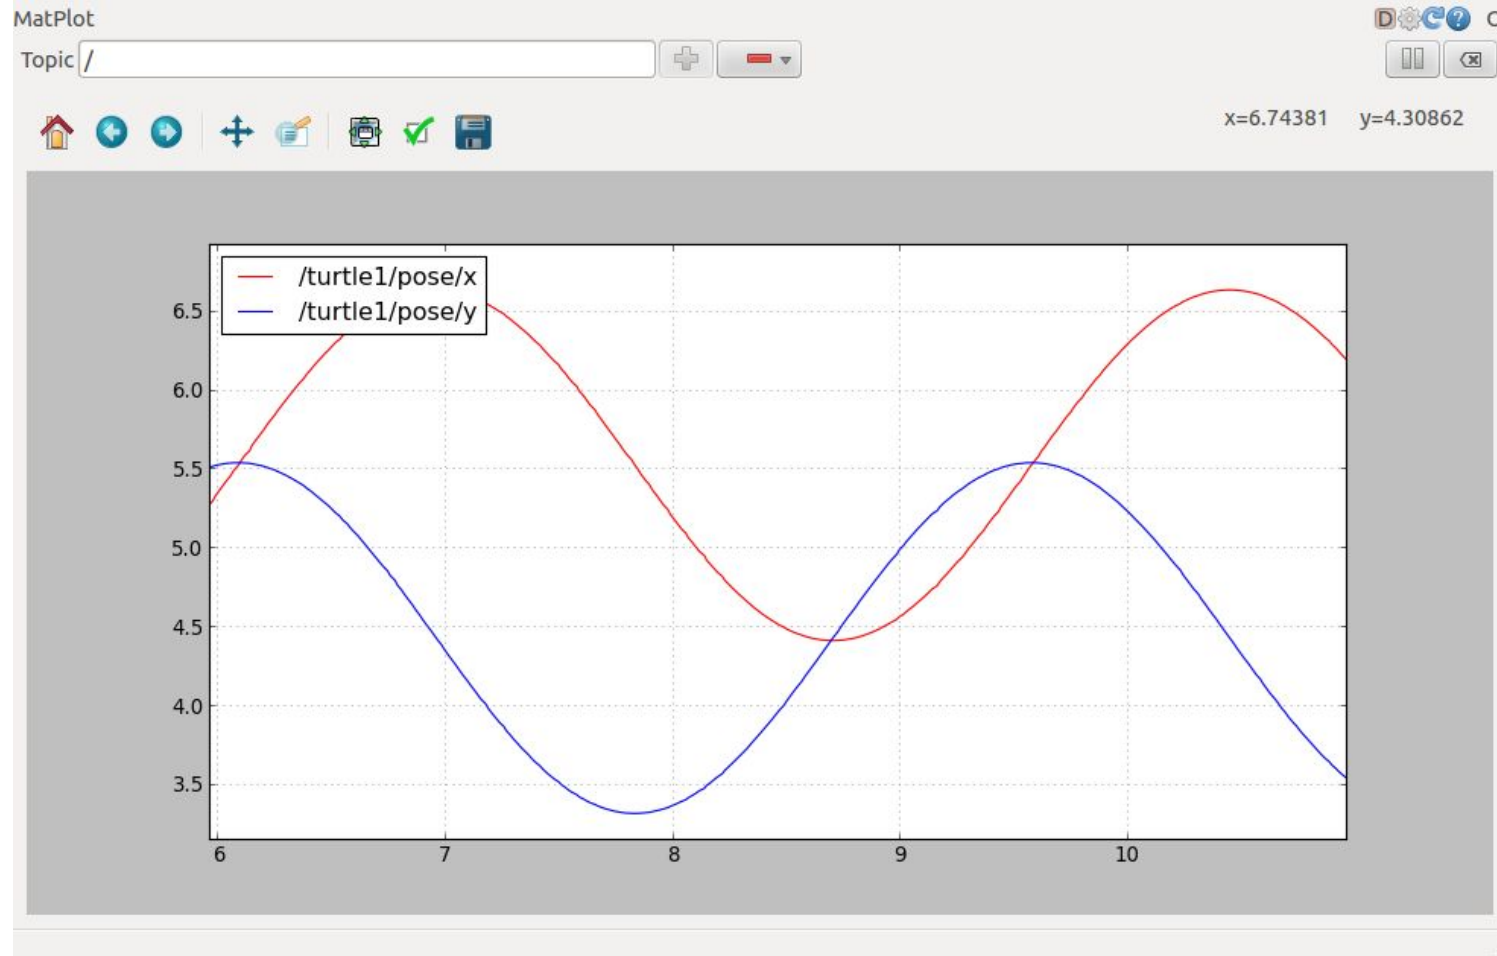 MatPlot
D C
Topic /
x=6.74381 y=4.30862
/turtle1/pose/x
/turtle1/pose/y
6.5
6.0
5.5
5.0
4.5
4.0
3.5
6 7 8 9 10